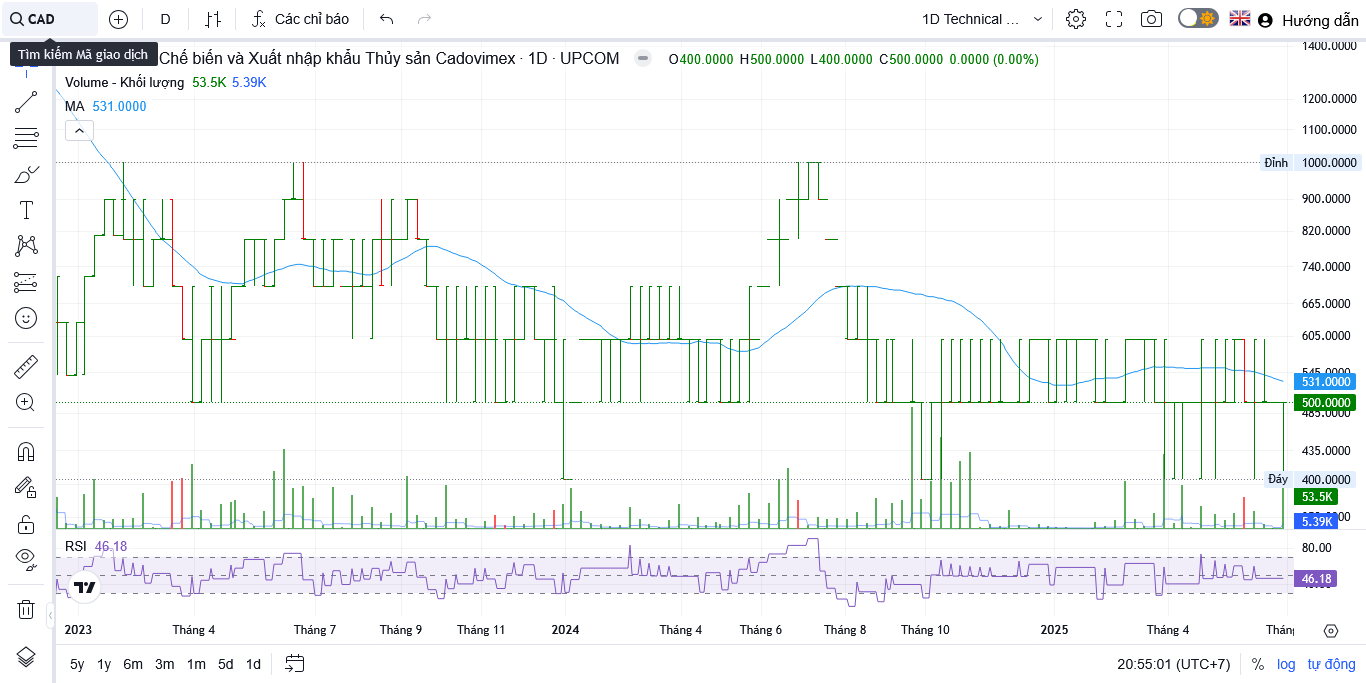 CAD
D
Các chỉ báo
1D Technical ...
Hướng dẫn
Tìm kiếm Mã giao dịch
Chế biến và Xuất nhập khẩu Thủy sản Cadovimex · 1D · UPCOM
O400.0000 H500.0000 L400.0000 C500.0000 0.0000 (0.00%)
Volume - Khối lượng 53.5K 5.39K
MA 531.0000
1400.0000
1200.0000
1100.0000
Đỉnh 1000.0000
900.0000
820.0000
740.0000
665.0000
605.0000
545.0000
531.0000
500.0000
485.0000
435.0000
Đáy 400.0000
53.5K
5.39K
RSI 46.18
80.00
46.18
2023 Tháng 4 Tháng 7 Tháng 9 Tháng 11 2024 Tháng 4 Tháng 6 Tháng 8 Tháng 10 2025 Tháng 4 Thán
5y 1y 6m 3m 1m 5d 1d
20:55:01 (UTC+7) % log tự động